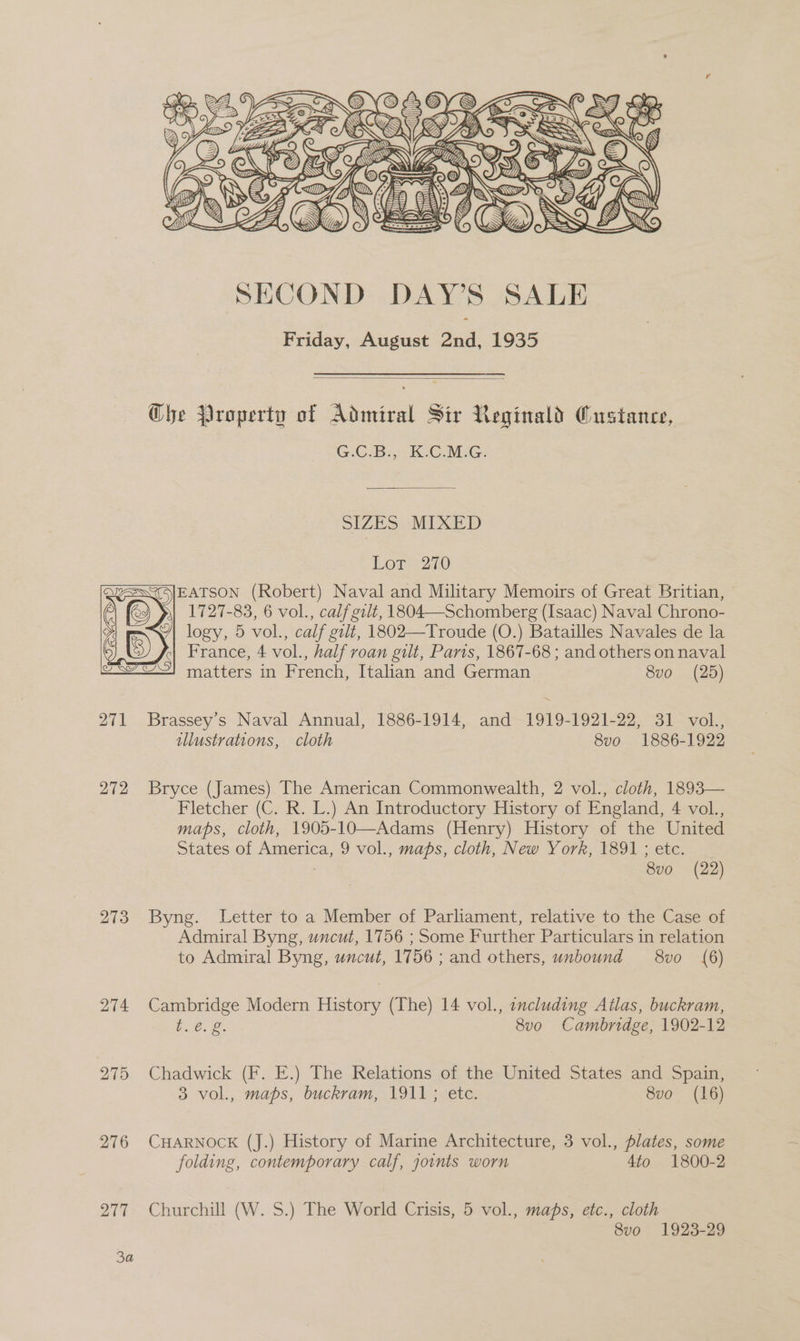 SECOND DAY'S SALE
Friday, August 2nd, 1935
The Property of Admiral Sir Reginald Custance,
G.C.B., K.C.M.G.
SIZES MIXED
LOT 270
BEATSON (Robert) Naval and Military Memoirs of Great Britian,
1727-83, 6 vol., calf gilt, 1804—Schomberg (Isaac) Naval Chrono-
logy, 5 vol., calf gilt, 1802—Troude (O.) Batailles Navales de la
France, 4 vol., half roan gilt, Paris, 1867-68; and others on naval
matters in French, Italian and German 8vo (25)
271 Brassey's Naval Annual, 1886-1914, and 1919-1921-22, 31 vol.,
illustrations, cloth 8vo 1886-1922
272 Bryce (James) The American Commonwealth, 2 vol., cloth, 1893—
Fletcher (C. R. L.) An Introductory History of England, 4 vol.,
maps, cloth, 1905-10—Adams (Henry) History of the United
States of America, 9 vol., maps, cloth, New York, 1891; etc.
8vo (22)
273 Byng. Letter to a Member of Parliament, relative to the Case of
Admiral Byng, uncut, 1756; Some Further Particulars in relation
to Admiral Byng, uncut, 1756; and others, unbound 8vo (6)
274 Cambridge Modern History (The) 14 vol., including Atlas, buckram,
t.e.g. 8vo Cambridge, 1902-12
275 Chadwick (F. E.) The Relations of the United States and Spain,
3 vol., maps, buckram, 1911; etc. 8vo (16)
276 CHARNOCK (J.) History of Marine Architecture, 3 vol., plates, some
folding, contemporary calf, joints worn 4to 1800-2
277 Churchill (W. S.) The World Crisis, 5 vol., maps, etc., cloth
8vo 1923-29
3a